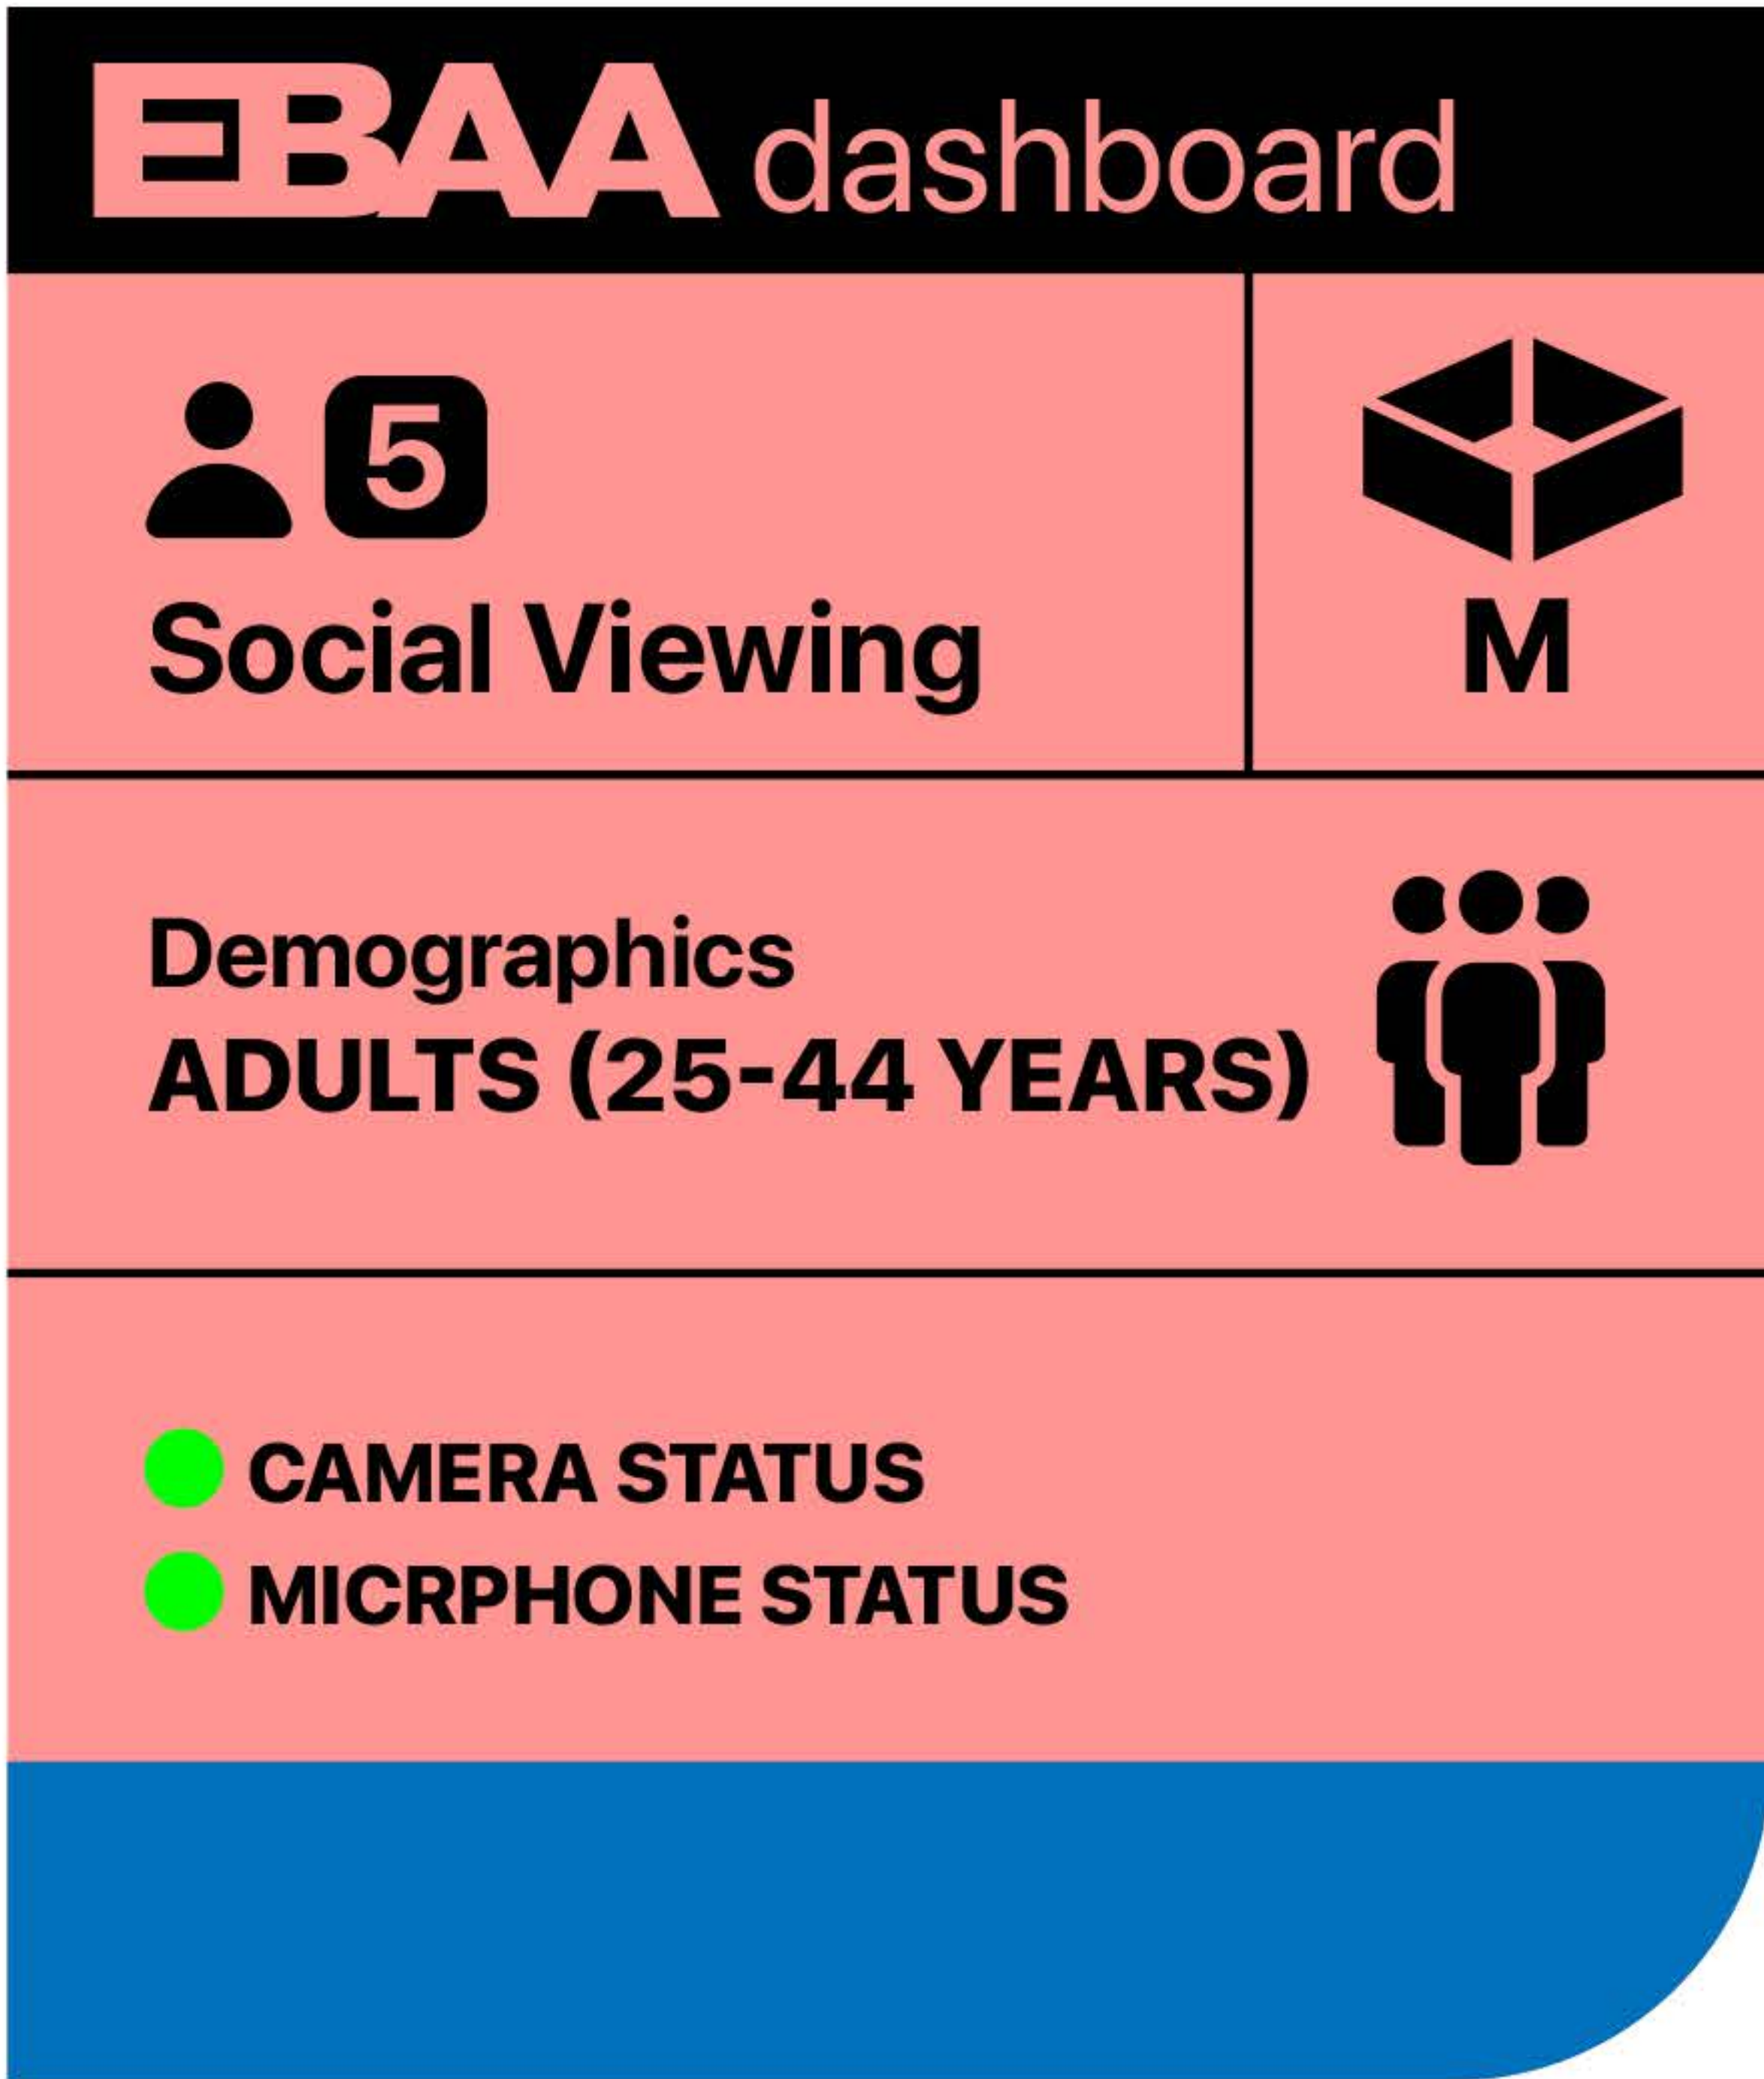 EBAA dashboard
5
Social Viewing
M
Demographics
ADULTS (25-44 YEARS)
CAMERA STATUS
MICRPHONE STATUS